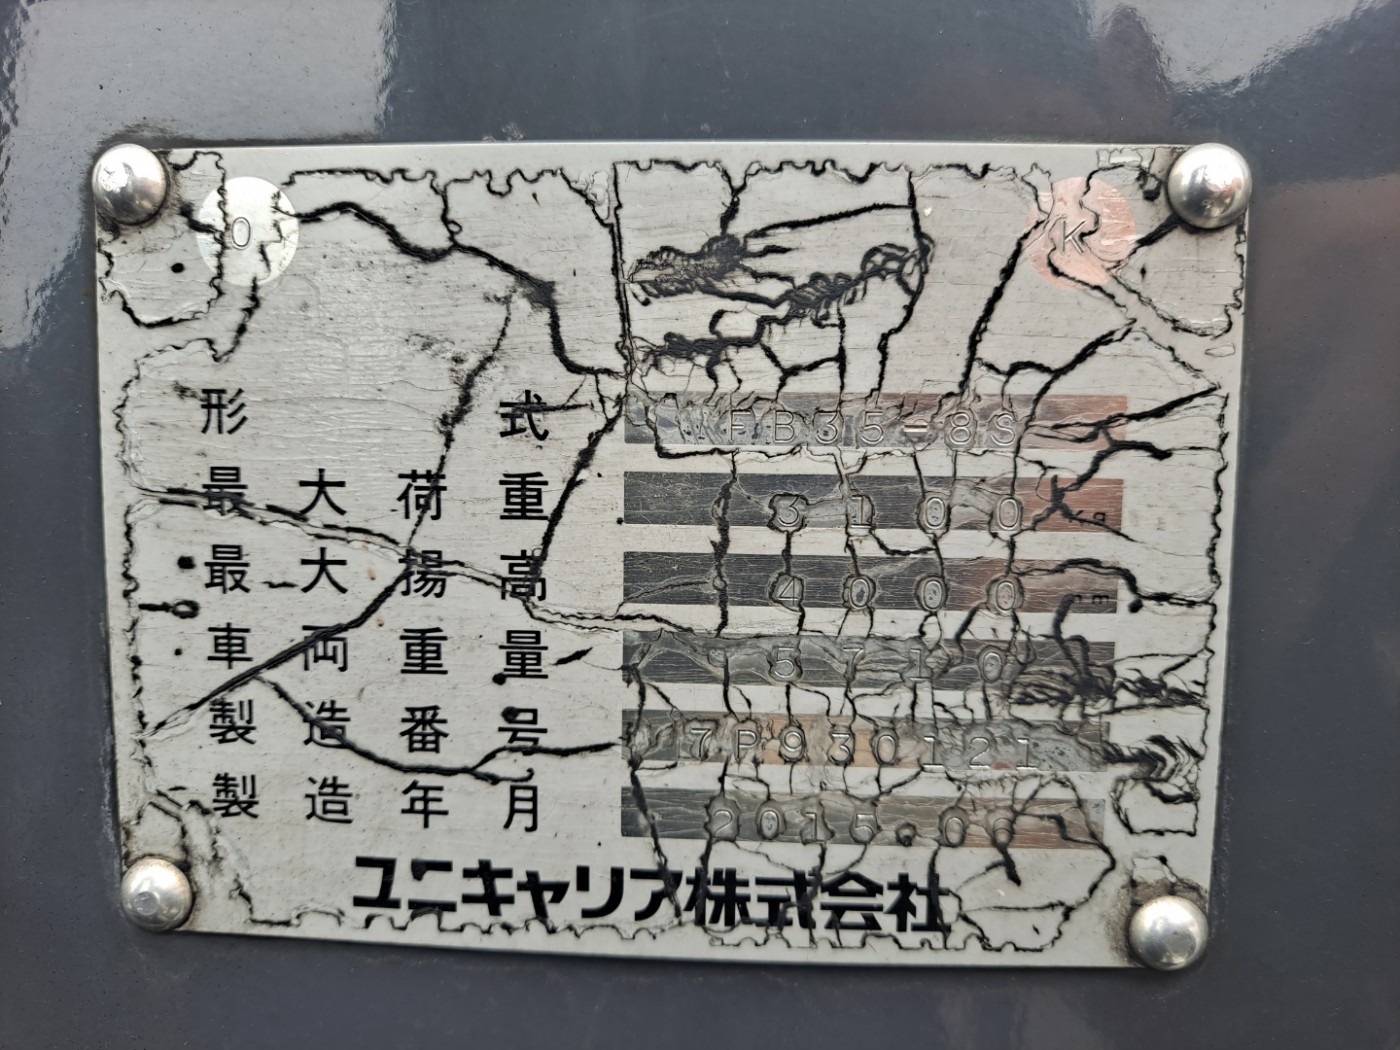 O K
形式 WFB35-8S
最大荷重 3100 Kg
最大揚高 4000 mm
車両重量 5710
製造番号 7P930121
製造年月 2015.06
ユニキャリア株式会社